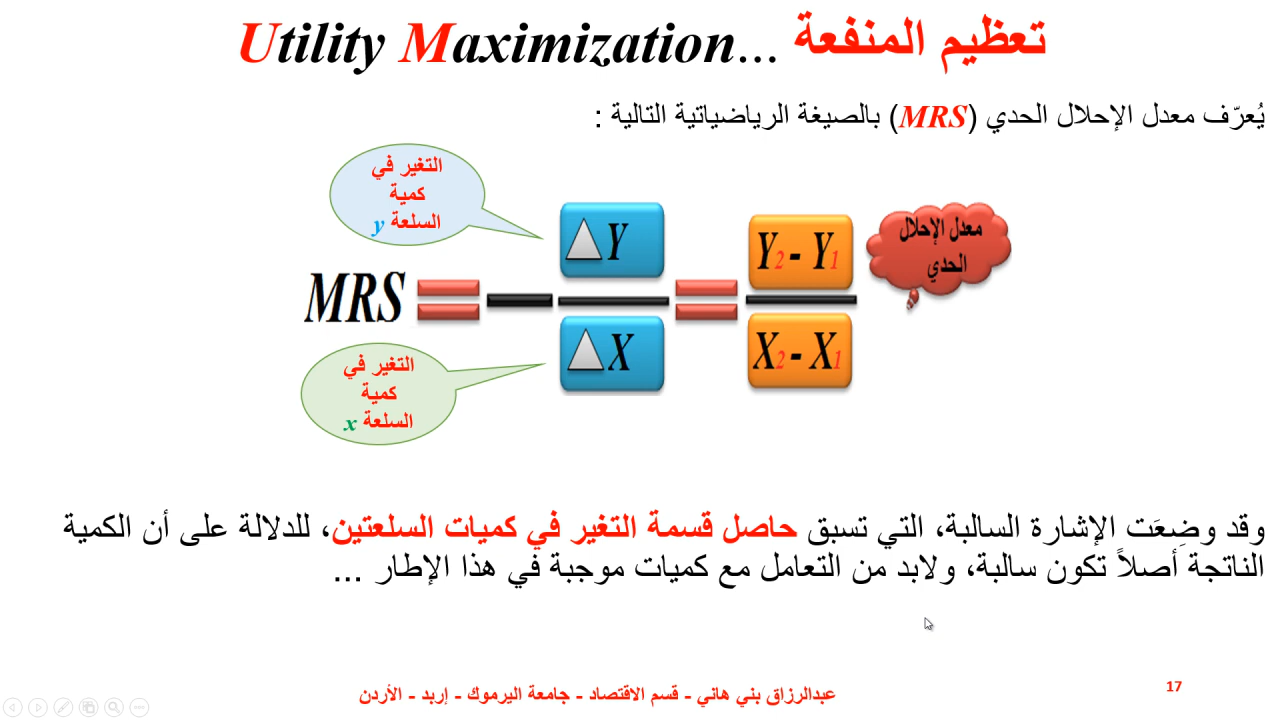 Utility Maximization... تعظيم المنفعة
يُعرّف معدل الإحلال الحدي (MRS) بالصيغة الرياضياتية التالية :
التغير في
كمية
السلعة y
معدل الإحلال
الحدي
MRS = - △Y / △X = Y2 - Y1 / X2 - X1
التغير في
كمية
السلعة x
وقد وضِعَت الإشارة السالبة، التي تسبق حاصل قسمة التغير في كميات السلعتين، للدلالة على أن الكمية
الناتجة أصلاً تكون سالبة، ولابد من التعامل مع كميات موجبة في هذا الإطار ...
عبدالرزاق بني هاني - قسم الاقتصاد - جامعة اليرموك - إربد - الأردن
17